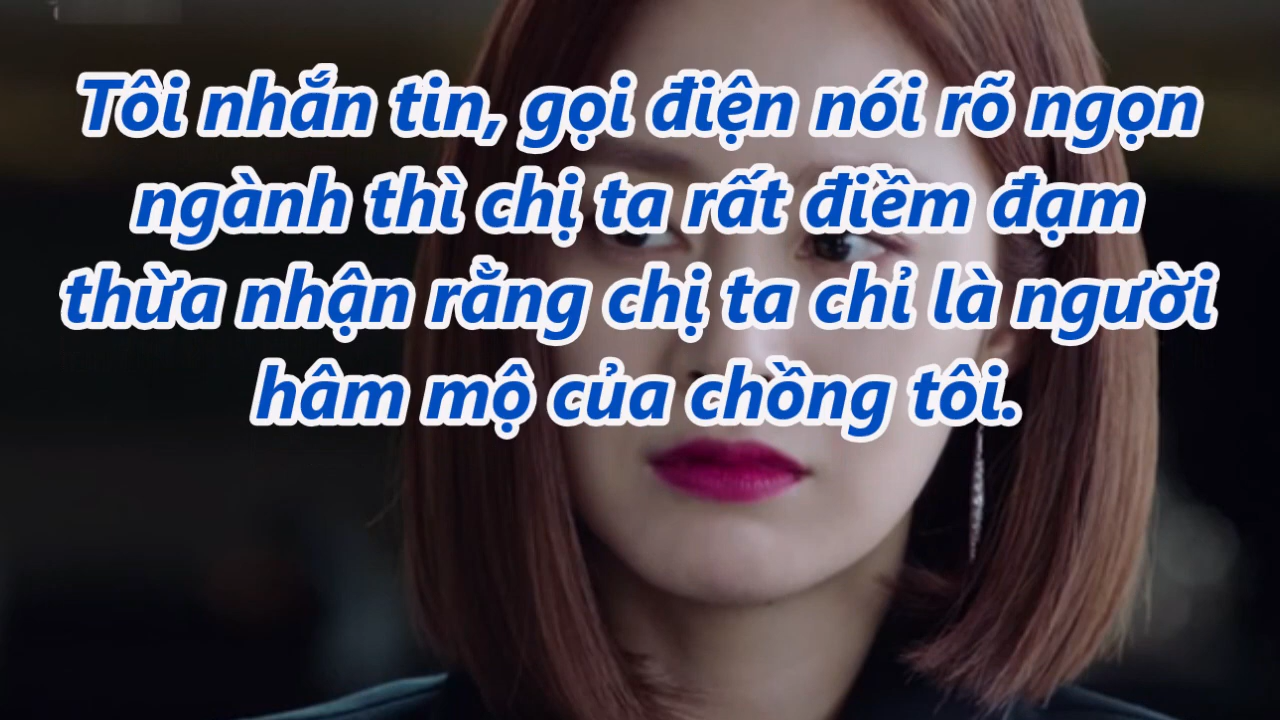 Tôi nhắn tin, gọi điện nói rõ ngọn
ngành thì chị ta rất điềm đạm
thừa nhận rằng chị ta chỉ là người
hâm mộ của chồng tôi.